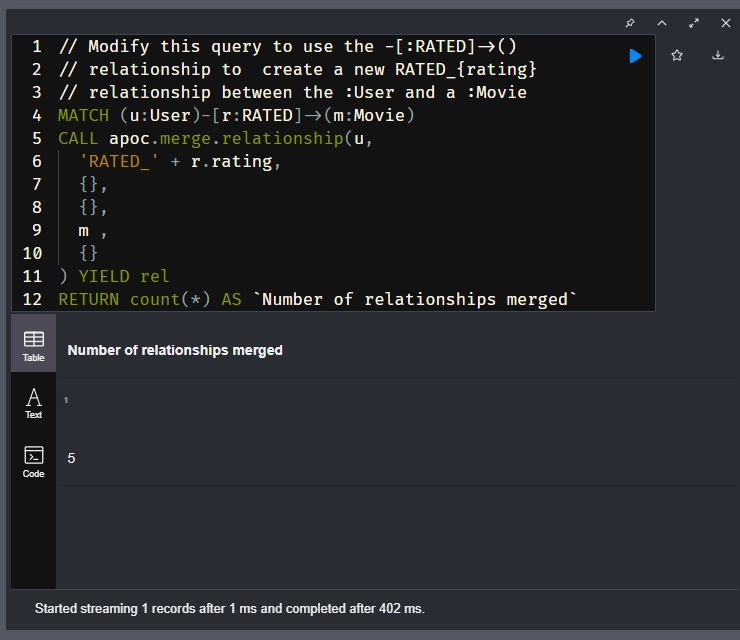 1 // Modify this query to use the -[:RATED]->()
2 // relationship to  create a new RATED_{rating}
3 // relationship between the :User and a :Movie
4 MATCH (u:User)-[r:RATED]->(m:Movie)
5 CALL apoc.merge.relationship(u,
6   'RATED_' + r.rating,
7   {},
8   {},
9   m ,
10   {}
11 ) YIELD rel
12 RETURN count(*) AS `Number of relationships merged`
Table
Number of relationships merged
Text
1
5
Code
Started streaming 1 records after 1 ms and completed after 402 ms.